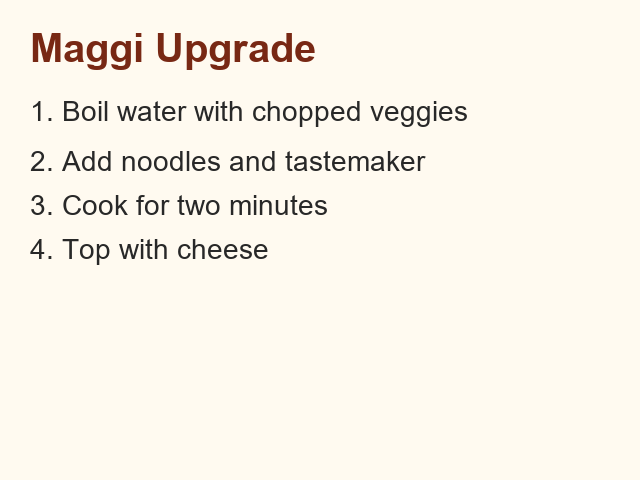 Maggi Upgrade
1. Boil water with chopped veggies
2. Add noodles and tastemaker
3. Cook for two minutes
4. Top with cheese